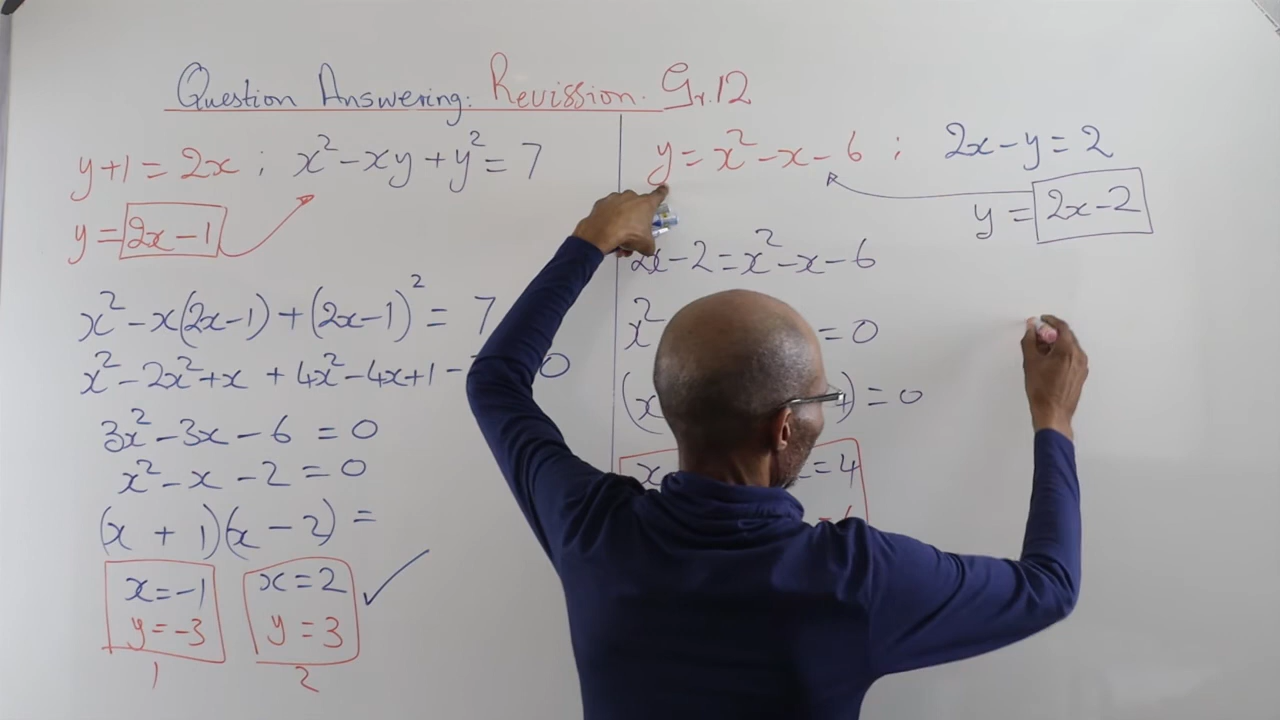 Question Answering: Revission. Gr.12
y+1 = 2x ; x² - xy + y² = 7
y = 2x - 1
x² - x(2x-1) + (2x-1)² = 7
x² - 2x² + x + 4x² - 4x + 1 - 0
3x² - 3x - 6 = 0
x² - x - 2 = 0
(x + 1)(x - 2) =
x = -1
y = -3
1
x = 2
y = 3
2
y = x² - x - 6 ; 2x - y = 2
y = 2x - 2
2x - 2 = x² - x - 6
x² = 0
(x ) = 0
x = 4